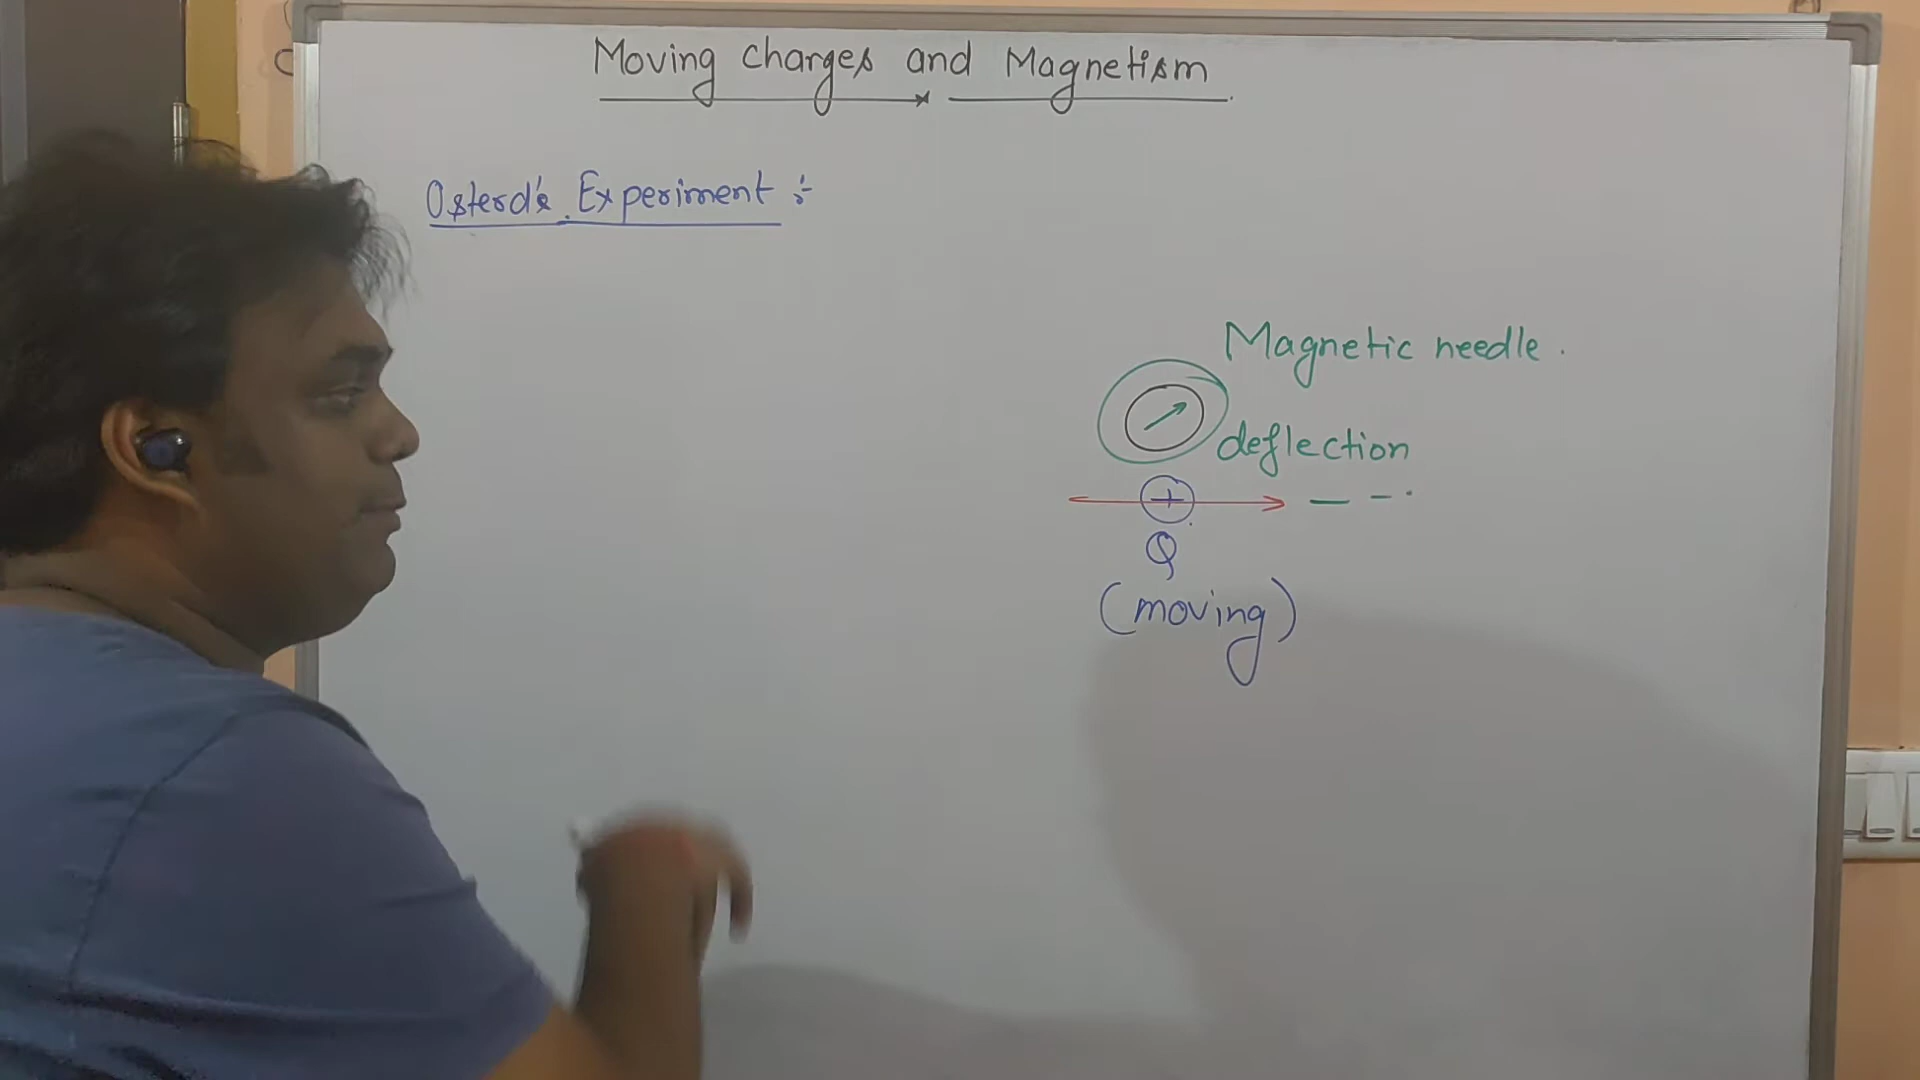 Moving charges and Magnetism
Osterd's Experiment :-
Magnetic needle.
deflection
+
Q
(moving)